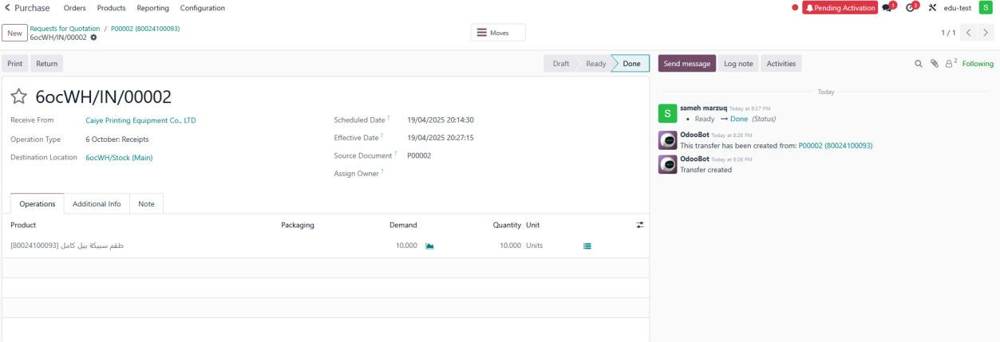 Purchase Orders Products Reporting Configuration Pending Activation 1 3 edu-test S
New Requests for Quotation / P00002 (80024100093)
6ocWH/IN/00002
Moves
1 / 1
Print Return Draft Ready Done
6ocWH/IN/00002
Receive From Caiye Printing Equipment Co., LTD
Operation Type 6 October: Receipts
Destination Location 6ocWH/Stock (Main)
Scheduled Date ? 19/04/2025 20:14:30
Effective Date ? 19/04/2025 20:27:15
Source Document ? P00002
Assign Owner ?
Operations Additional Info Note
Product Packaging Demand Quantity Unit
[80024100093] طقم سبيكة بيل كامل 10.000 10.000 Units
Send message Log note Activities 2 Following
Today
S sameh marzuq Today at 8:27 PM
• Ready → Done (Status)
OdooBot Today at 8:26 PM
This transfer has been created from: P00002 (80024100093)
OdooBot Today at 8:26 PM
Transfer created